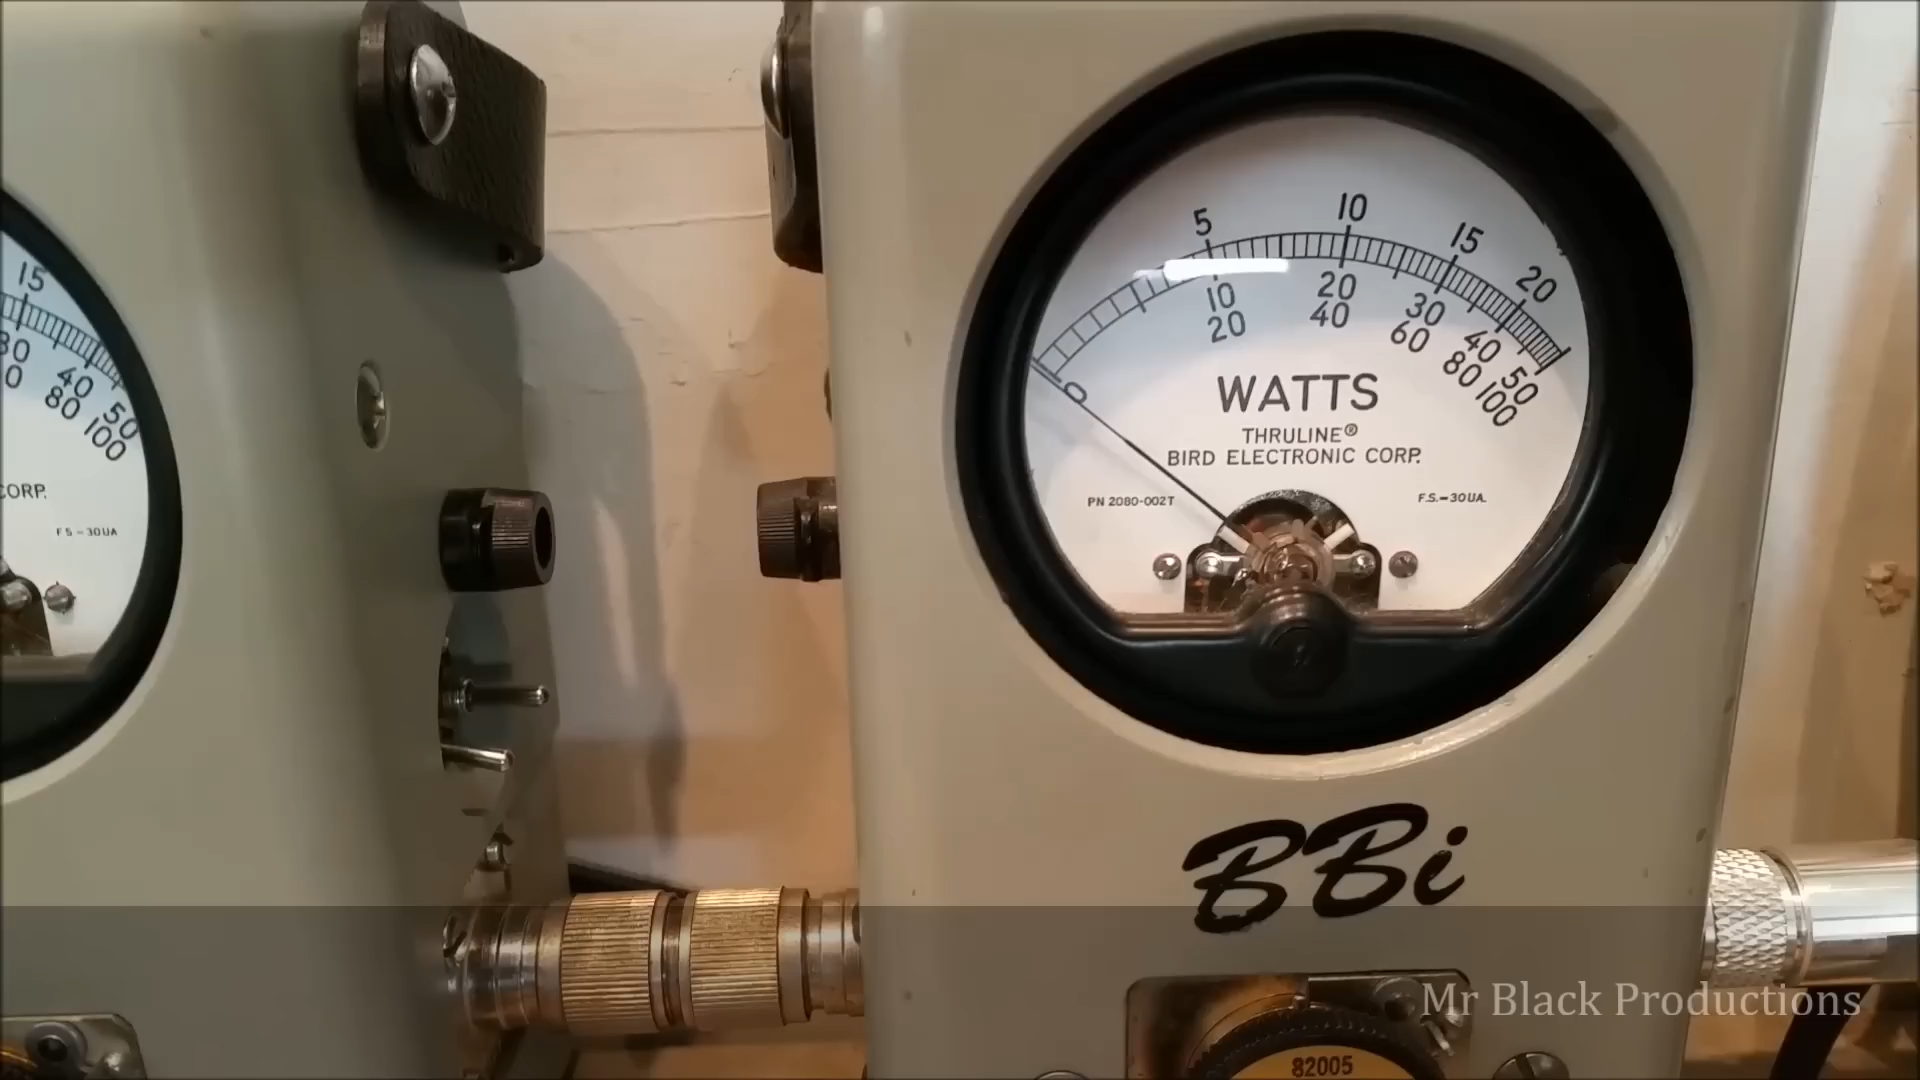 15
30
40
80
50
100
CORP.
FS-30UA
5
10
15
20
10
20
30
40
50
20
40
60
80
100
0
WATTS
THRULINE®
BIRD ELECTRONIC CORP.
PN 2080-002T
F.S.-30UA.
BBi
Mr Black Productions
82005